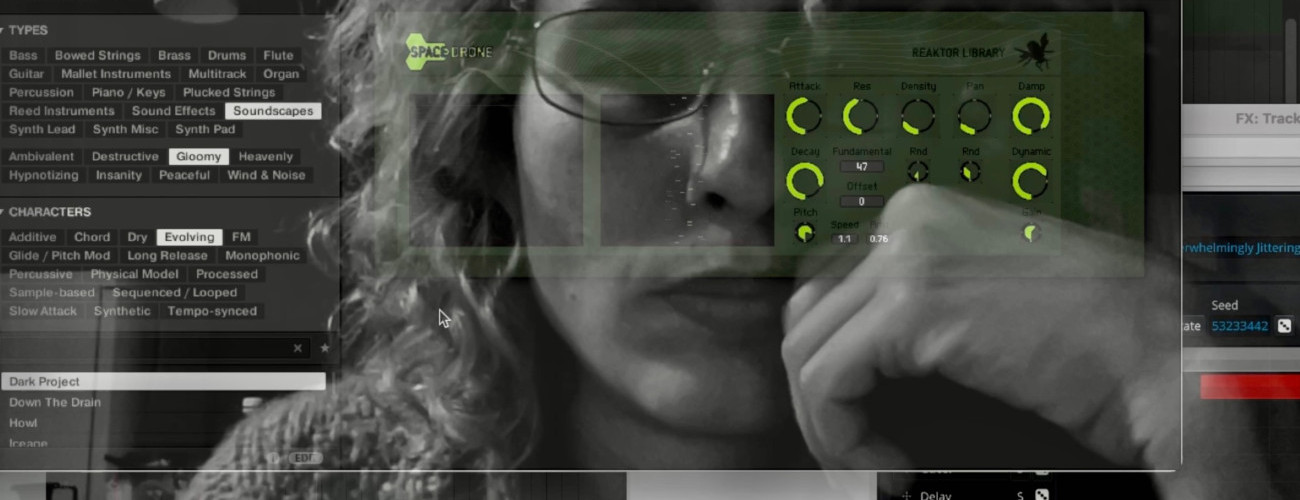 TYPES
Bass Bowed Strings Brass Drums Flute
Guitar Mallet Instruments Multitrack Organ
Percussion Piano / Keys Plucked Strings
Reed Instruments Sound Effects Soundscapes
Synth Lead Synth Misc Synth Pad
Ambivalent Destructive Gloomy Heavenly
Hypnotizing Insanity Peaceful Wind & Noise
CHARACTERS
Additive Chord Dry Evolving FM
Glide / Pitch Mod Long Release Monophonic
Percussive Physical Model Processed
Sample-based Sequenced / Looped
Slow Attack Synthetic Tempo-synced
Dark Project
Down The Drain
Howl
Iceage
EDIT
SPACE DRONE
REAKTOR LIBRARY
Attack Res Density Pan Damp
Decay Fundamental Rnd Rnd Dynamic
47
Offset
0
Pitch Speed
1.1 0.76
FX: Track
rwhelmingly Jittering
Seed
ate 53233442
Delay S